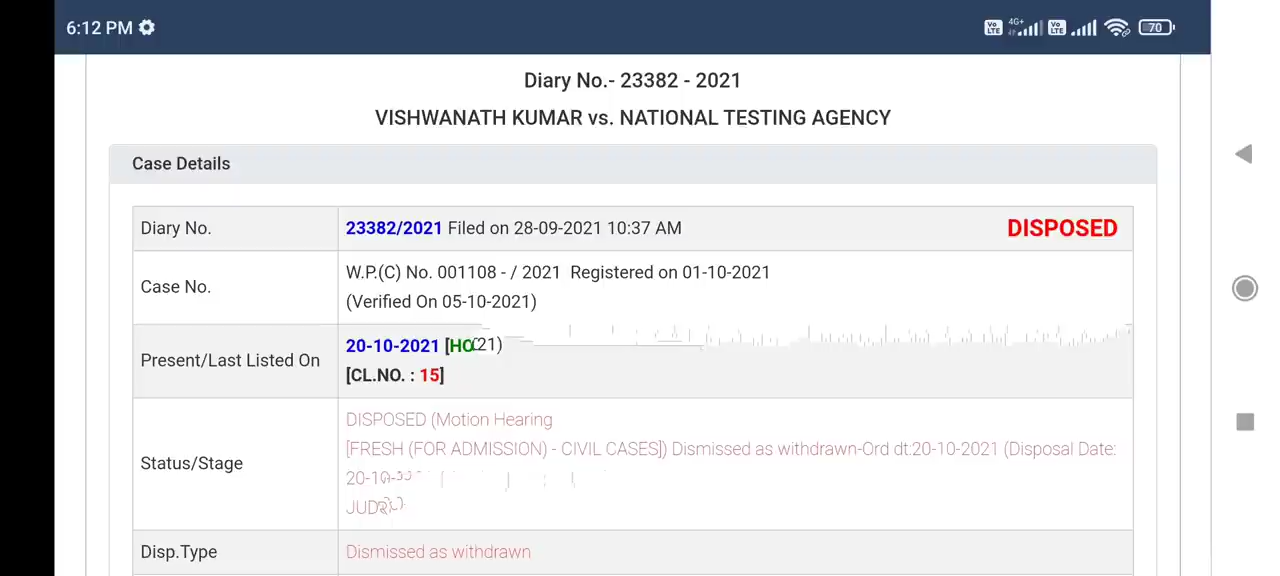 6:12 PM
4G+
70
Diary No.- 23382 - 2021
VISHWANATH KUMAR vs. NATIONAL TESTING AGENCY
Case Details
Diary No.
23382/2021 Filed on 28-09-2021 10:37 AM
DISPOSED
Case No.
W.P.(C) No. 001108 - / 2021 Registered on 01-10-2021
(Verified On 05-10-2021)
Present/Last Listed On
20-10-2021
[CL.NO. : 15]
Status/Stage
DISPOSED (Motion Hearing
[FRESH (FOR ADMISSION) - CIVIL CASES]) Dismissed as withdrawn-Ord dt:20-10-2021 (Disposal Date:
Disp.Type
Dismissed as withdrawn